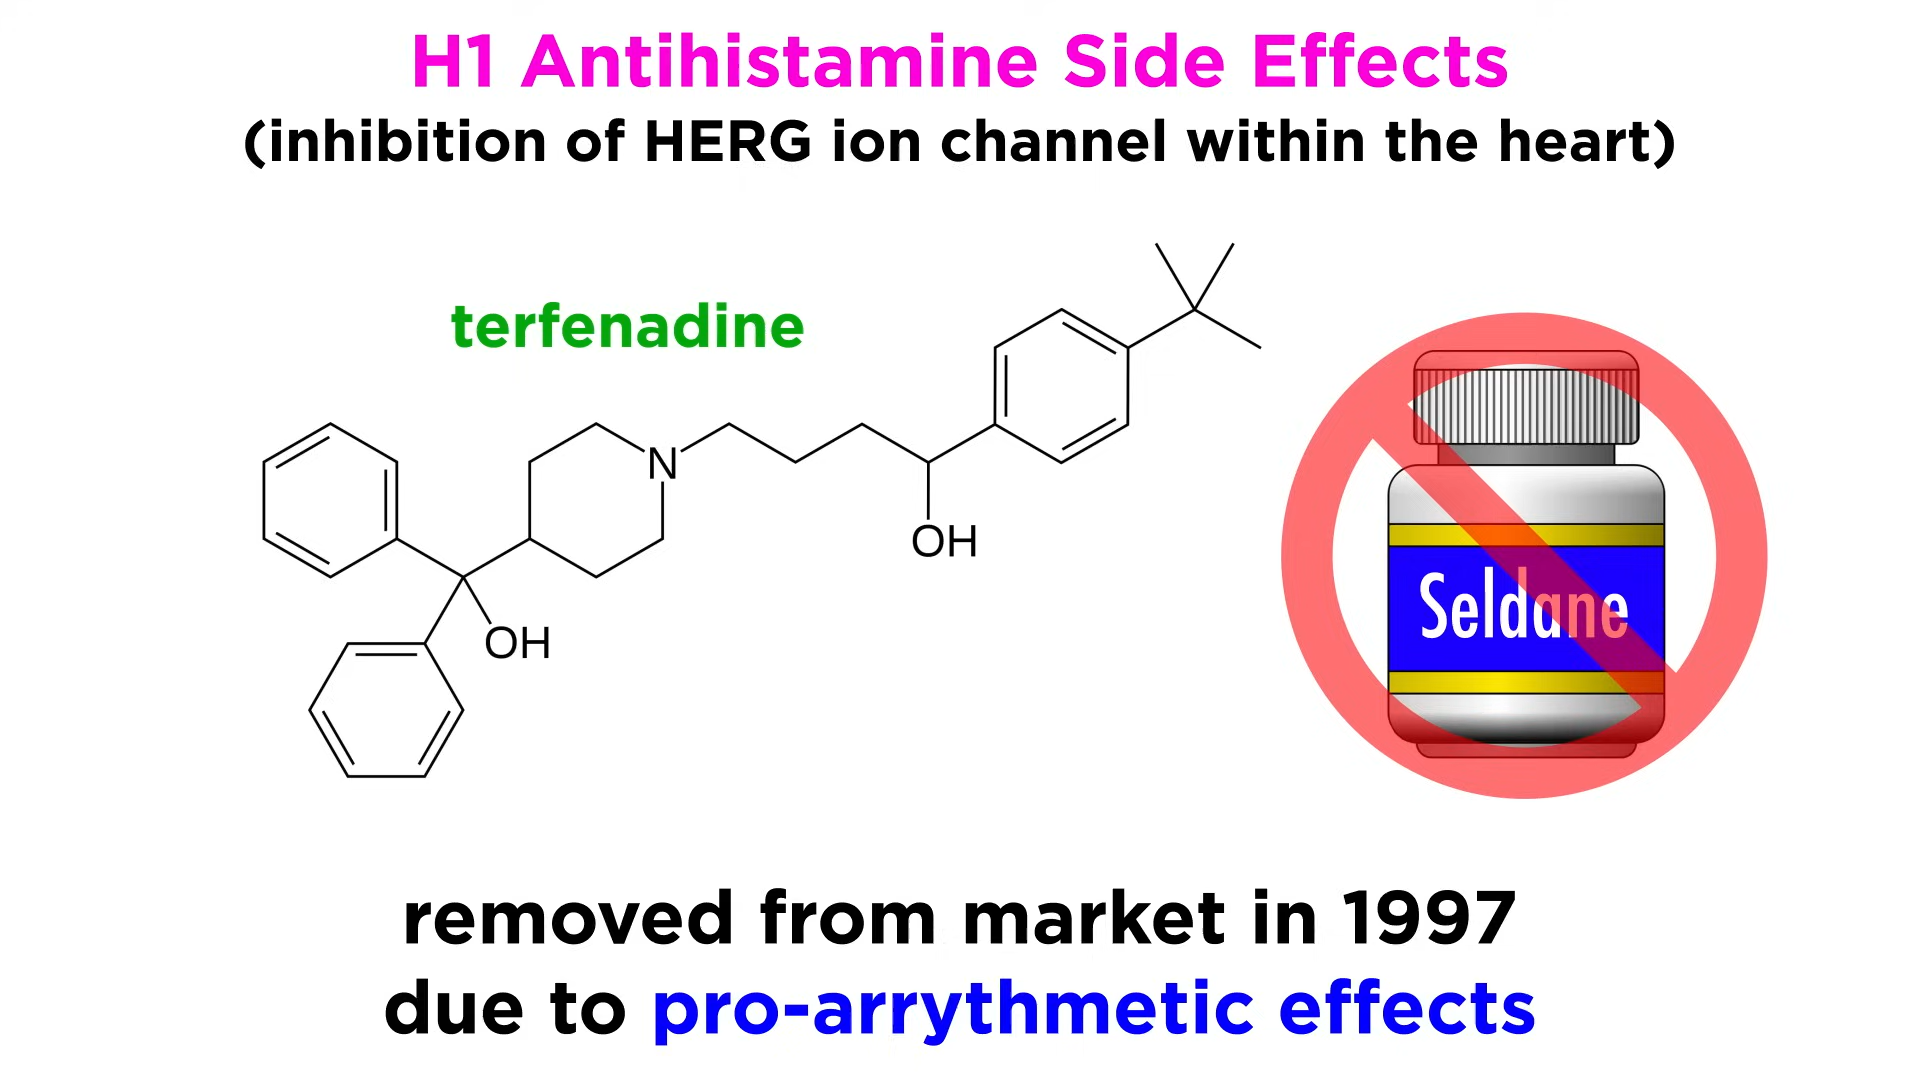 H1 Antihistamine Side Effects
(inhibition of HERG ion channel within the heart)
terfenadine
N
OH
OH
Seldane
removed from market in 1997
due to pro-arrythmetic effects